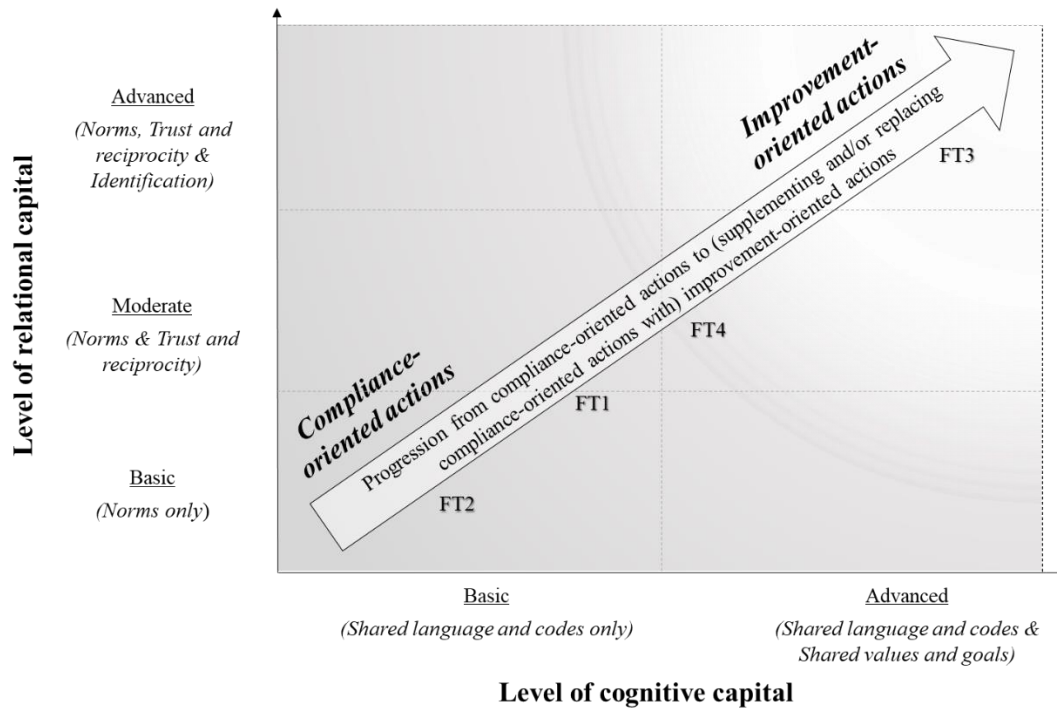 Level of relational capital
Advanced
(Norms, Trust and
reciprocity &
Identification)
Moderate
(Norms & Trust and
reciprocity)
Basic
(Norms only)
Compliance-
oriented actions
Improvement-
oriented actions
Progression from compliance-oriented actions to (supplementing and/or replacing
compliance-oriented actions with) improvement-oriented actions
FT3
FT4
FT1
FT2
Basic
(Shared language and codes only)
Advanced
(Shared language and codes &
Shared values and goals)
Level of cognitive capital